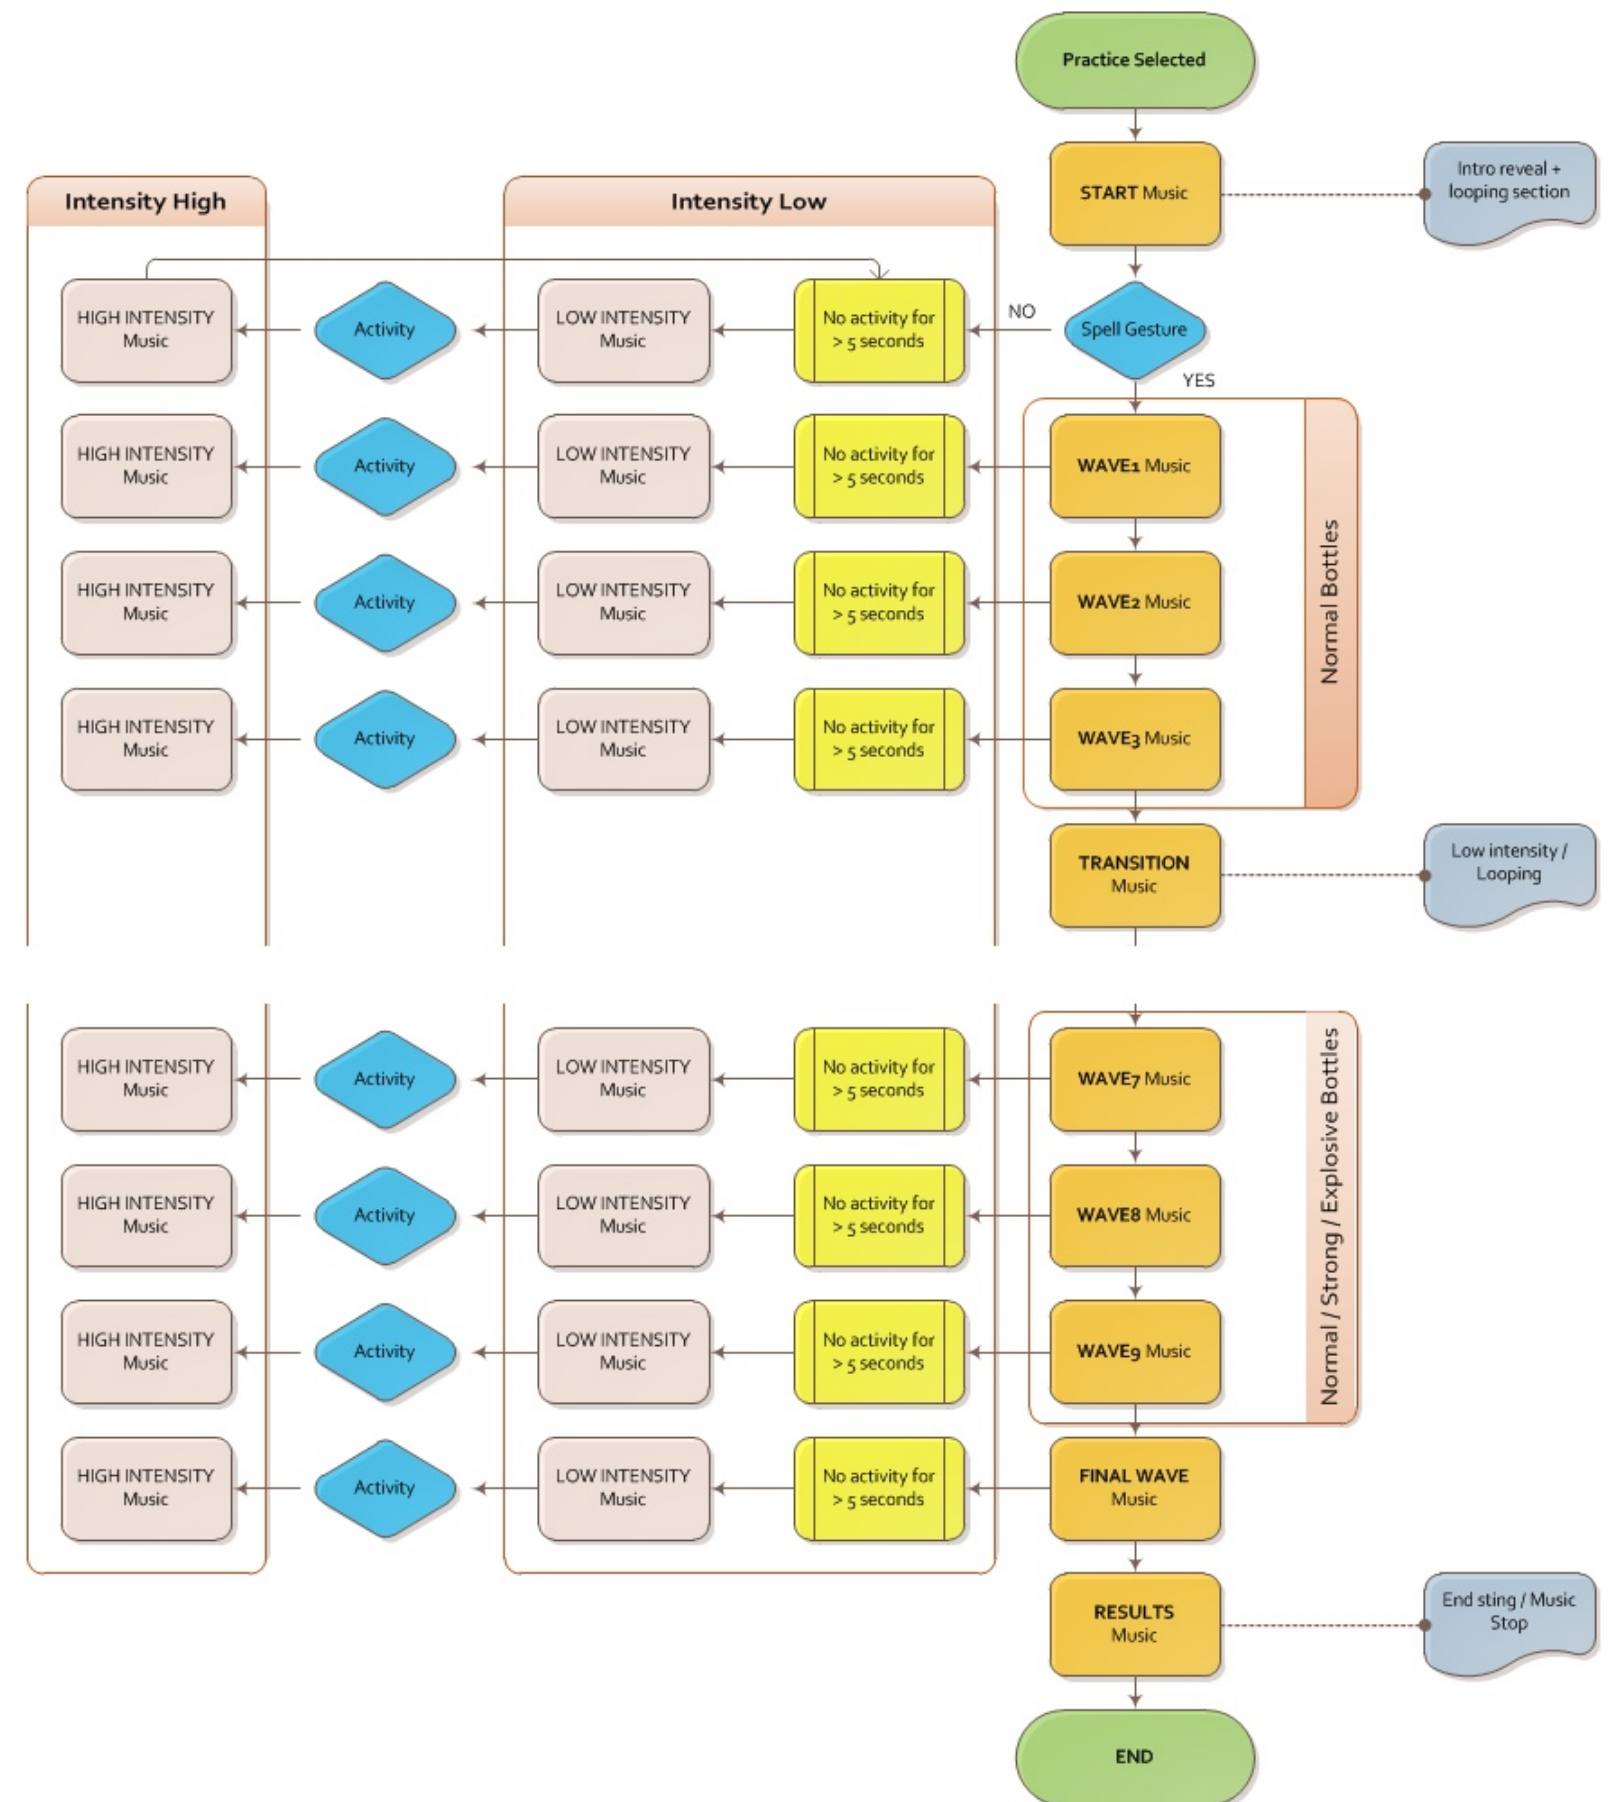 Practice Selected
START Music
Intro reveal +
looping section
Intensity High
Intensity Low
HIGH INTENSITY
Music
Activity
LOW INTENSITY
Music
No activity for
> 5 seconds
NO
Spell Gesture
YES
HIGH INTENSITY
Music
Activity
LOW INTENSITY
Music
No activity for
> 5 seconds
WAVE1 Music
HIGH INTENSITY
Music
Activity
LOW INTENSITY
Music
No activity for
> 5 seconds
WAVE2 Music
Normal Bottles
HIGH INTENSITY
Music
Activity
LOW INTENSITY
Music
No activity for
> 5 seconds
WAVE3 Music
TRANSITION
Music
Low intensity /
Looping
HIGH INTENSITY
Music
Activity
LOW INTENSITY
Music
No activity for
> 5 seconds
WAVE7 Music
HIGH INTENSITY
Music
Activity
LOW INTENSITY
Music
No activity for
> 5 seconds
WAVE8 Music
Normal / Strong / Explosive Bottles
HIGH INTENSITY
Music
Activity
LOW INTENSITY
Music
No activity for
> 5 seconds
WAVE9 Music
HIGH INTENSITY
Music
Activity
LOW INTENSITY
Music
No activity for
> 5 seconds
FINAL WAVE
Music
RESULTS
Music
End sting / Music
Stop
END